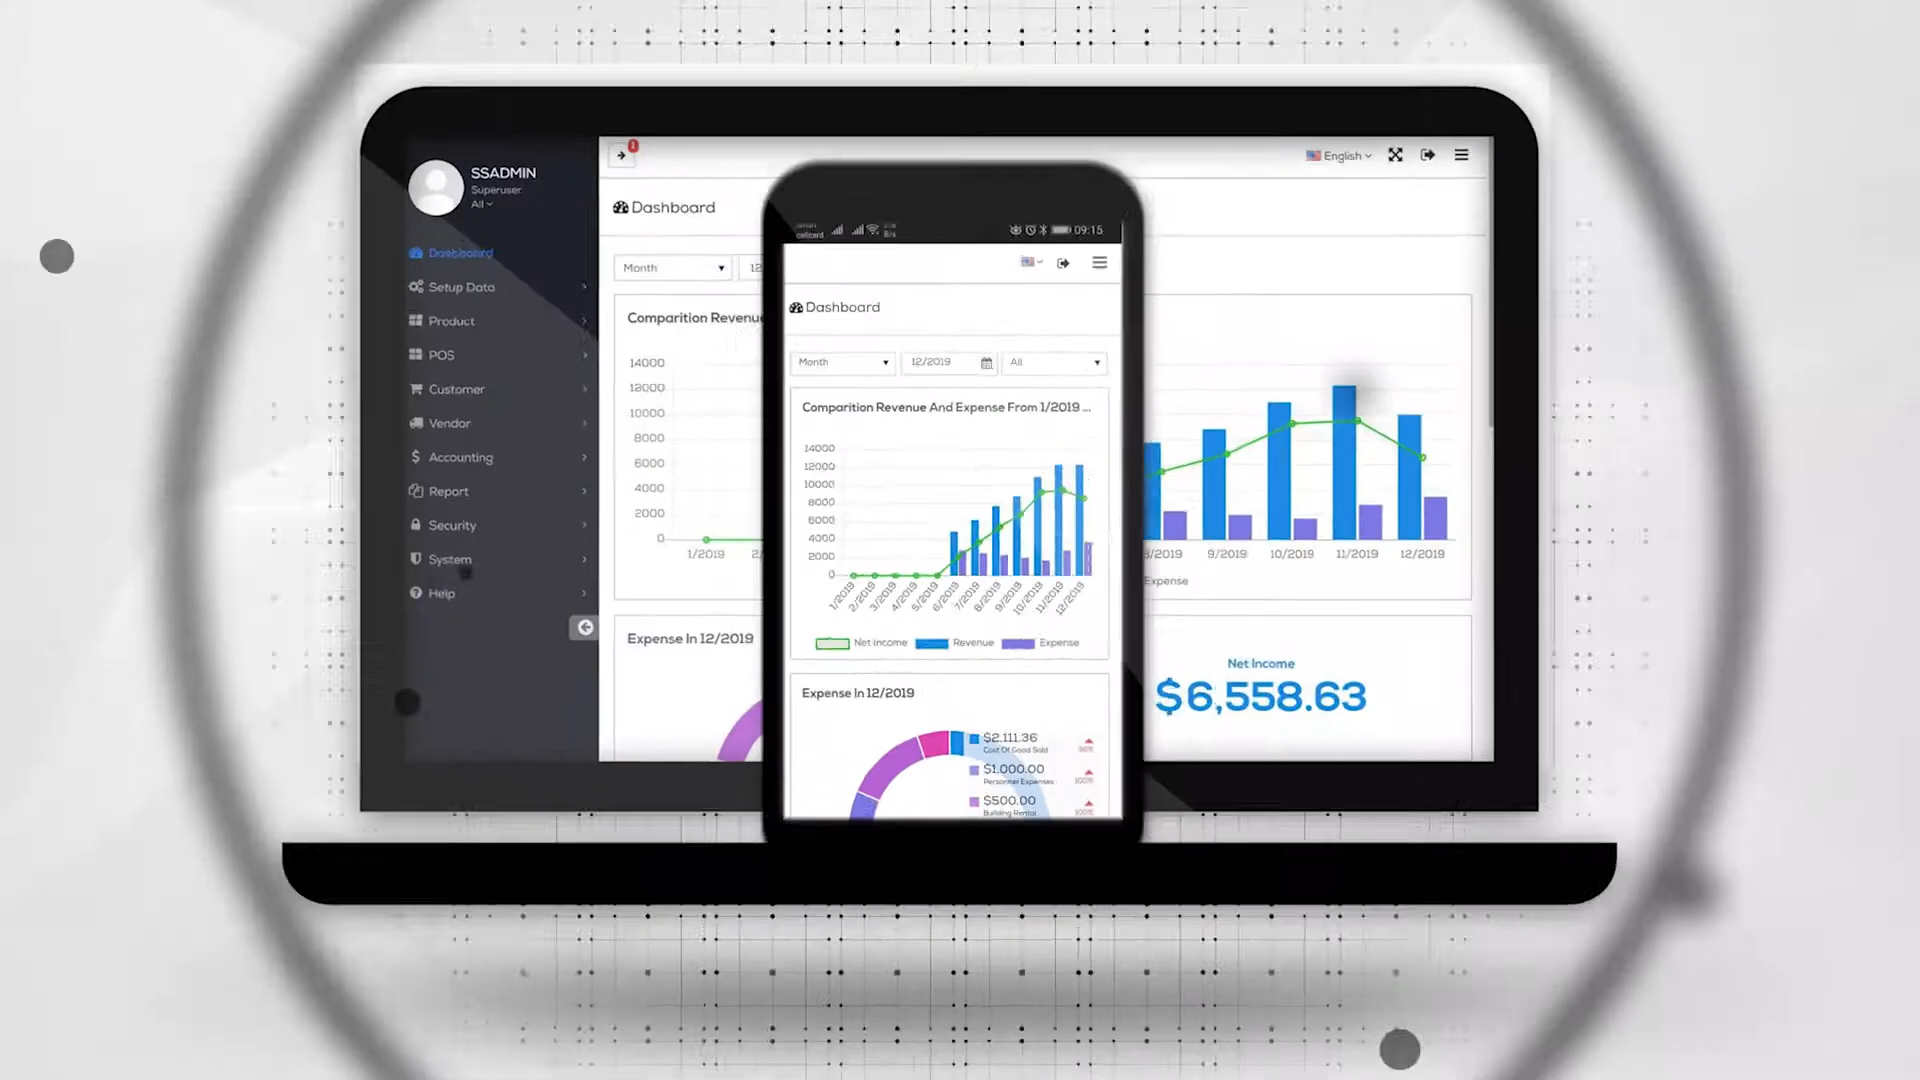 SSADMIN
Superuser
All
Dashboard
Setup Data
Product
POS
Customer
Vendor
Accounting
Report
Security
System
Help
English
Dashboard
Month
12
Comparition Revenue
14000
12000
10000
8000
6000
4000
2000
0
1/2019
Expense In 12/2019
cellcard
B/s
09:15
Dashboard
Month
12/2019
All
Comparition Revenue And Expense From 1/2019 ...
14000
12000
10000
8000
6000
4000
2000
0
1/2019
2/2019
3/2019
4/2019
5/2019
6/2019
7/2019
8/2019
9/2019
10/2019
11/2019
12/2019
Net Income
Revenue
Expense
Expense In 12/2019
$2,111.36
Cost Of Good Sold
$1,000.00
Personnel Expenses
100%
$500.00
Building Rental
100%
8/2019
9/2019
10/2019
11/2019
12/2019
Expense
Net Income
$6,558.63